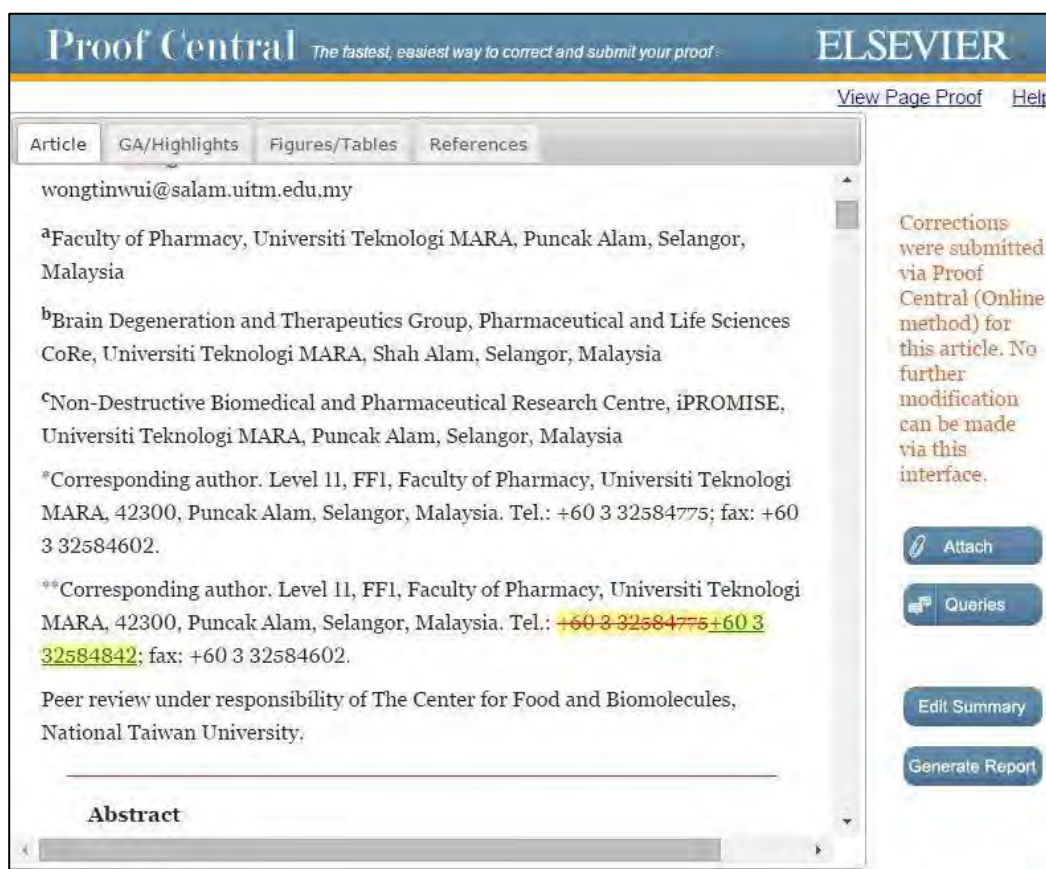 Proof Central The fastest, easiest way to correct and submit your proof
ELSEVIER
View Page Proof Help
Article GA/Highlights Figures/Tables References
wongtinwui@salam.uitm.edu.my
aFaculty of Pharmacy, Universiti Teknologi MARA, Puncak Alam, Selangor,
Malaysia
bBrain Degeneration and Therapeutics Group, Pharmaceutical and Life Sciences
CoRe, Universiti Teknologi MARA, Shah Alam, Selangor, Malaysia
cNon-Destructive Biomedical and Pharmaceutical Research Centre, iPROMISE,
Universiti Teknologi MARA, Puncak Alam, Selangor, Malaysia
*Corresponding author. Level 11, FF1, Faculty of Pharmacy, Universiti Teknologi
MARA, 42300, Puncak Alam, Selangor, Malaysia. Tel.: +60 3 32584775; fax: +60
3 32584602.
**Corresponding author. Level 11, FF1, Faculty of Pharmacy, Universiti Teknologi
MARA, 42300, Puncak Alam, Selangor, Malaysia. Tel.: +60 3 32584775+60 3
32584842; fax: +60 3 32584602.
Peer review under responsibility of The Center for Food and Biomolecules,
National Taiwan University.
Abstract
Corrections
were submitted
via Proof
Central (Online
method) for
this article. No
further
modification
can be made
via this
interface.
Attach
Queries
Edit Summary
Generate Report